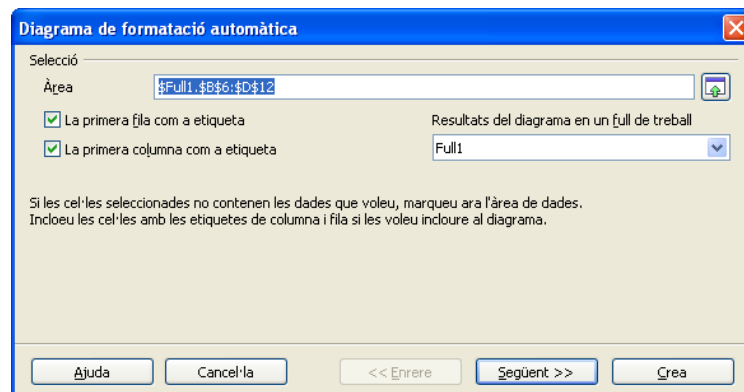 Diagrama de formatació automàtica
Selecció
Àrea
$Full1.$B$6:$D$12
La primera fila com a etiqueta
Resultats del diagrama en un full de treball
La primera columna com a etiqueta
Full1
Si les cel·les seleccionades no contenen les dades que voleu, marqueu ara l'àrea de dades.
Incloeu les cel·les amb les etiquetes de columna i fila si les voleu incloure al diagrama.
Ajuda
Cancel·la
<< Enrere
Següent >>
Crea